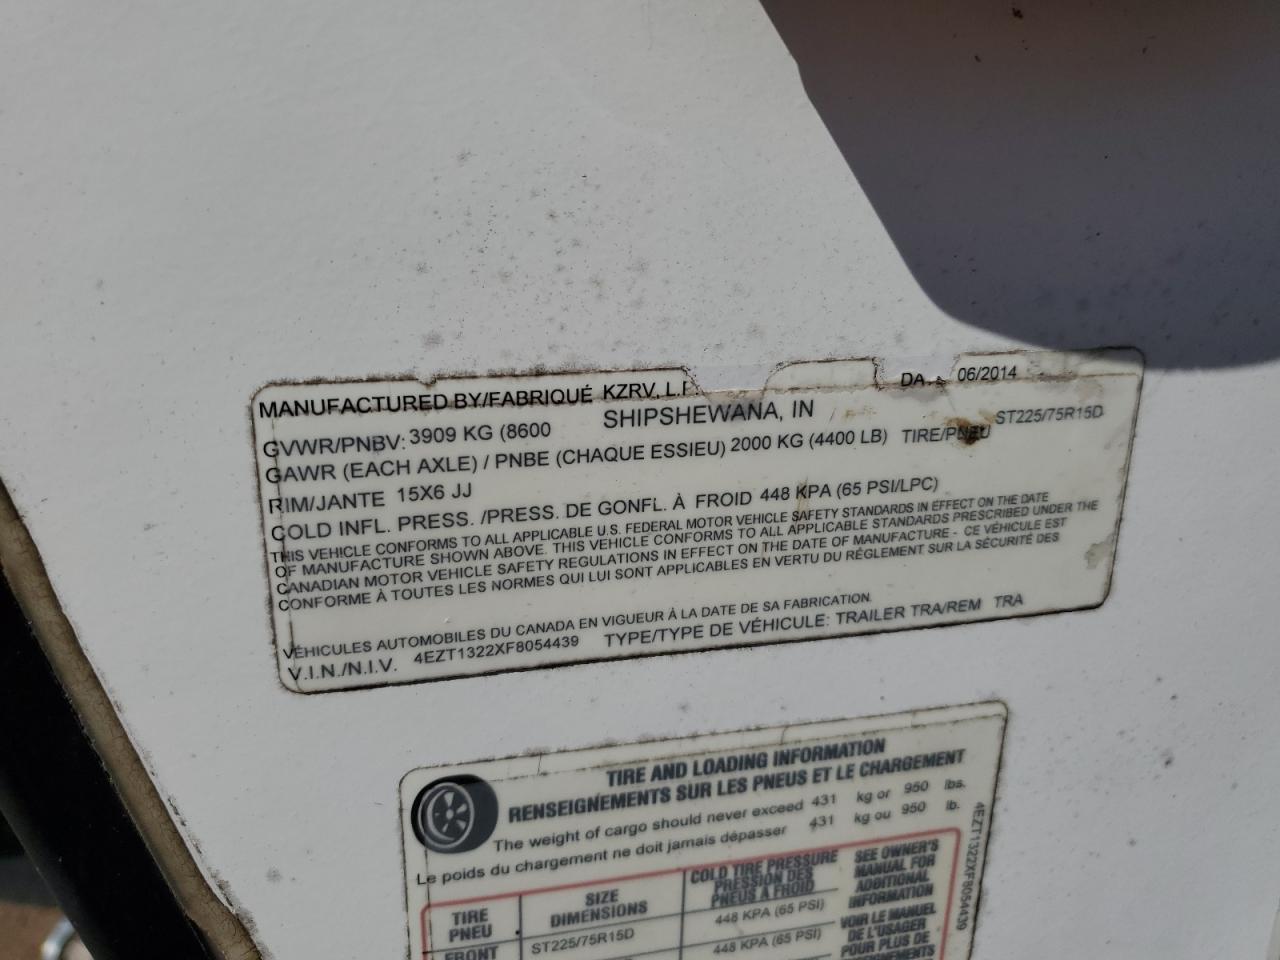 MANUFACTURED BY/FABRIQUÉ KZRV, L.P. DATE 06/2014
SHIPSHEWANA, IN
GVWR/PNBV: 3909 KG (8600
GAWR (EACH AXLE) / PNBE (CHAQUE ESSIEU) 2000 KG (4400 LB) TIRE/PNEU ST225/75R15D
RIM/JANTE 15X6 JJ
COLD INFL. PRESS. /PRESS. DE GONFL. À FROID 448 KPA (65 PSI/LPC)
THIS VEHICLE CONFORMS TO ALL APPLICABLE U.S. FEDERAL MOTOR VEHICLE SAFETY STANDARDS IN EFFECT ON THE DATE
OF MANUFACTURE SHOWN ABOVE. THIS VEHICLE CONFORMS TO ALL APPLICABLE STANDARDS PRESCRIBED UNDER THE
CANADIAN MOTOR VEHICLE SAFETY REGULATIONS IN EFFECT ON THE DATE OF MANUFACTURE - CE VÉHICULE EST
CONFORME À TOUTES LES NORMES QUI LUI SONT APPLICABLES EN VERTU DU RÉGLEMENT SUR LA SÉCURITÉ DES
VÉHICULES AUTOMOBILES DU CANADA EN VIGUEUR À LA DATE DE SA FABRICATION.
V.I.N./N.I.V. 4EZT1322XF8054439 TYPE/TYPE DE VÉHICULE: TRAILER TRA/REM TRA
TIRE AND LOADING INFORMATION
RENSEIGNEMENTS SUR LES PNEUS ET LE CHARGEMENT
The weight of cargo should never exceed 431 kg or 950 lbs.
Le poids du chargement ne doit jamais dépasser 431 kg ou 950 lb.
TIRE
PNEU
SIZE
DIMENSIONS
COLD TIRE PRESSURE
PRESSION DES
PNEUS A FROID
SEE OWNER'S
MANUAL FOR
ADDITIONAL
INFORMATION
FRONT
ST225/75R15D
448 KPA (65 PSI)
448 KPA (65 PSI)
VOIR LE MANUEL
DE L'USAGER
POUR PLUS DE
4EZT1322XF8054439